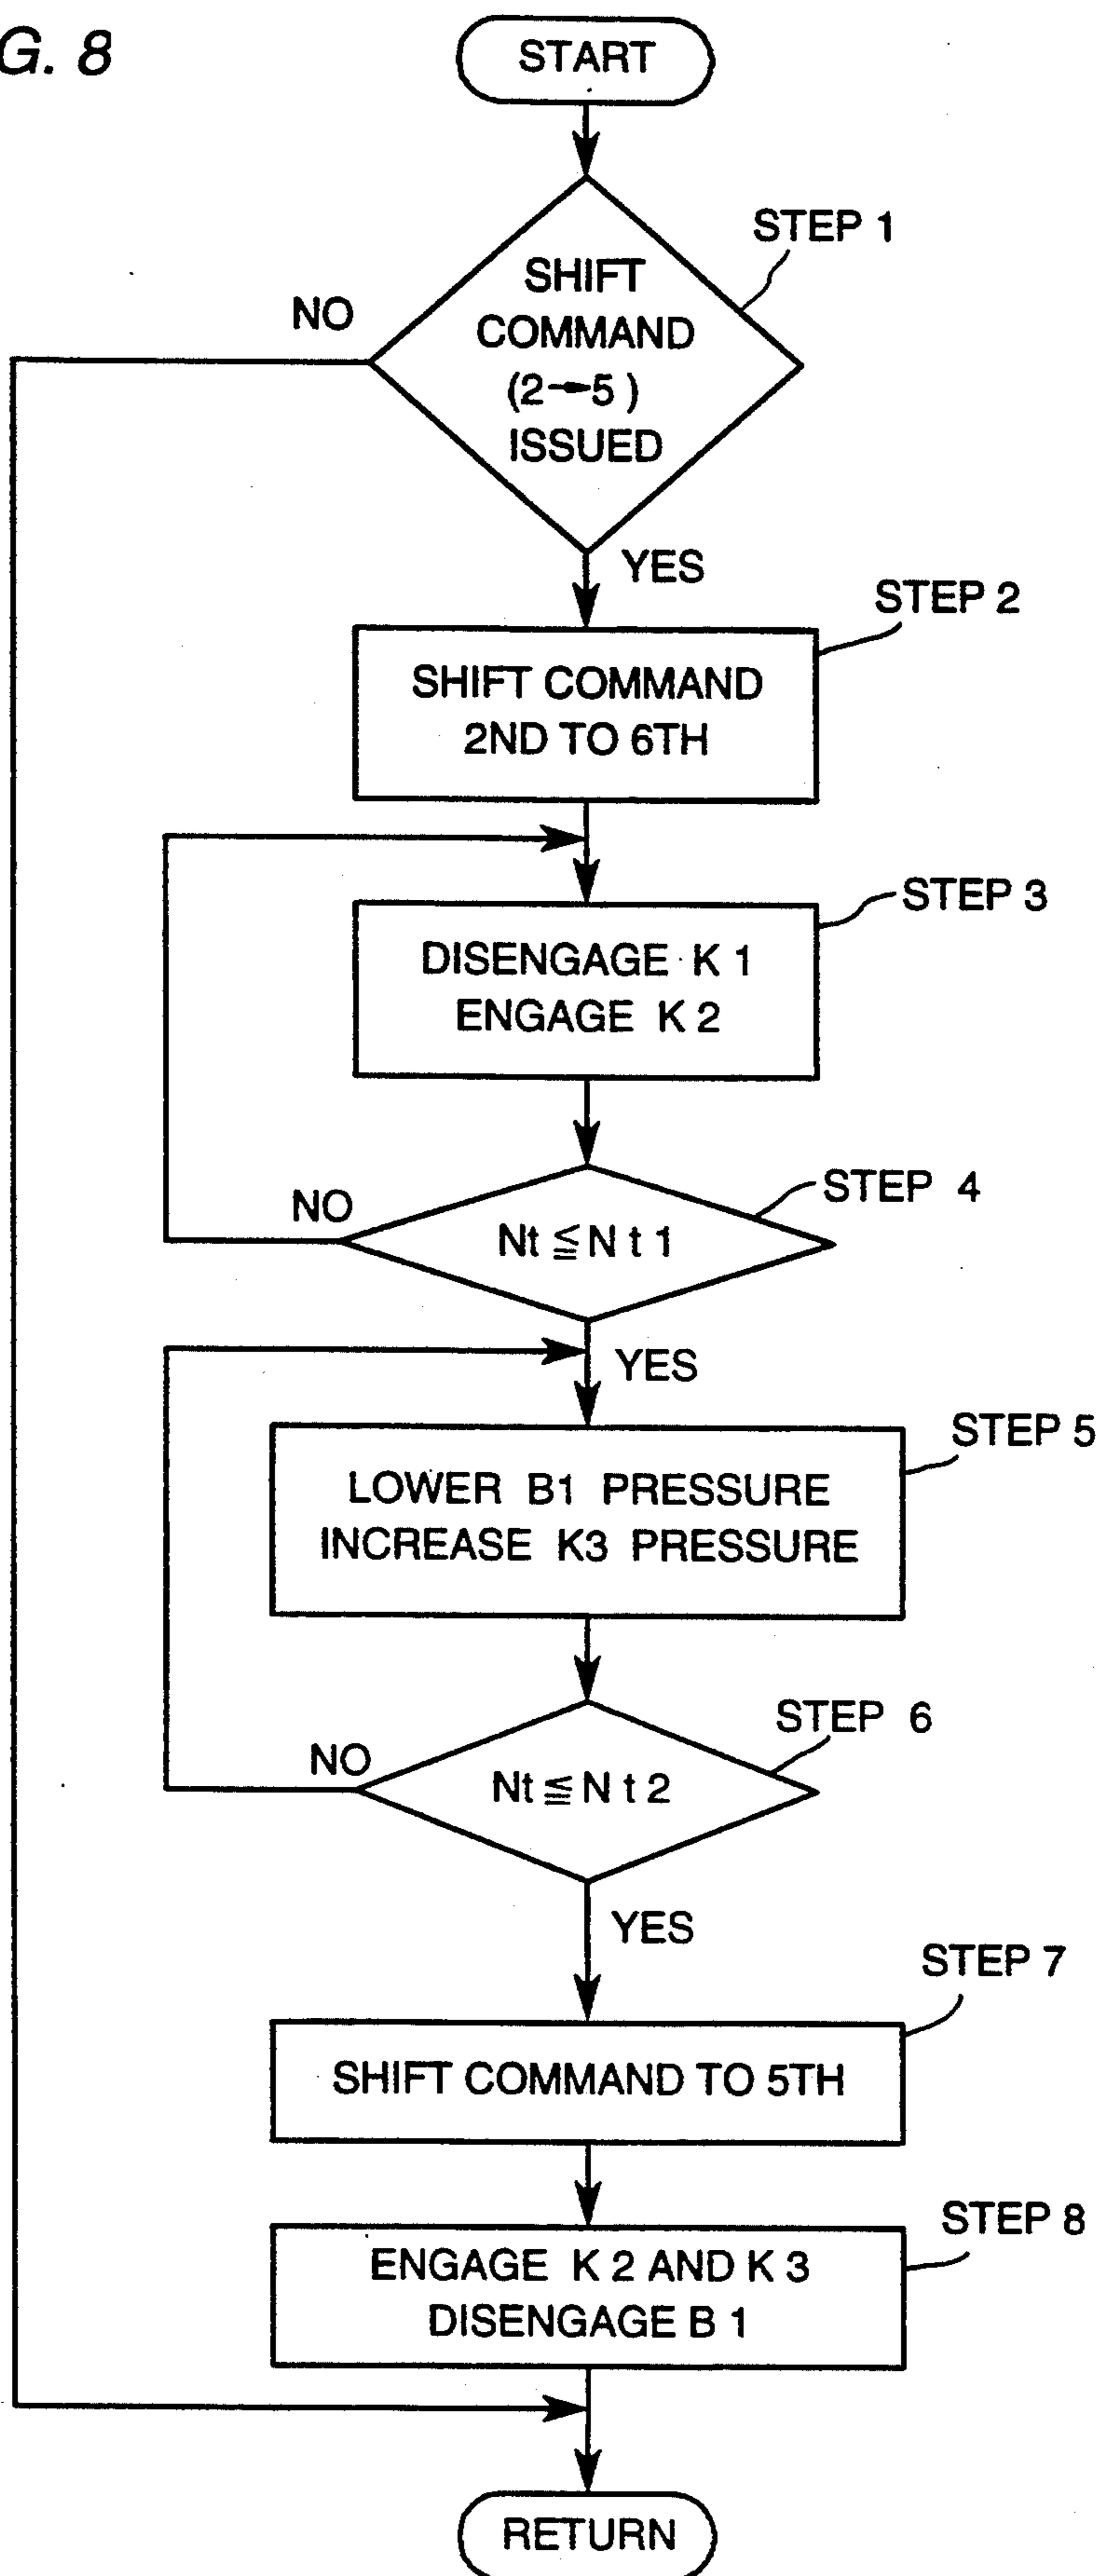 G. 8
START
STEP 1
SHIFT
COMMAND
(2→5)
ISSUED
NO
YES
STEP 2
SHIFT COMMAND
2ND TO 6TH
STEP 3
DISENGAGE K 1
ENGAGE K 2
STEP 4
NO
Nt ≦ N t 1
YES
STEP 5
LOWER B1 PRESSURE
INCREASE K3 PRESSURE
STEP 6
NO
Nt ≦ N t 2
YES
STEP 7
SHIFT COMMAND TO 5TH
STEP 8
ENGAGE K 2 AND K 3
DISENGAGE B 1
RETURN